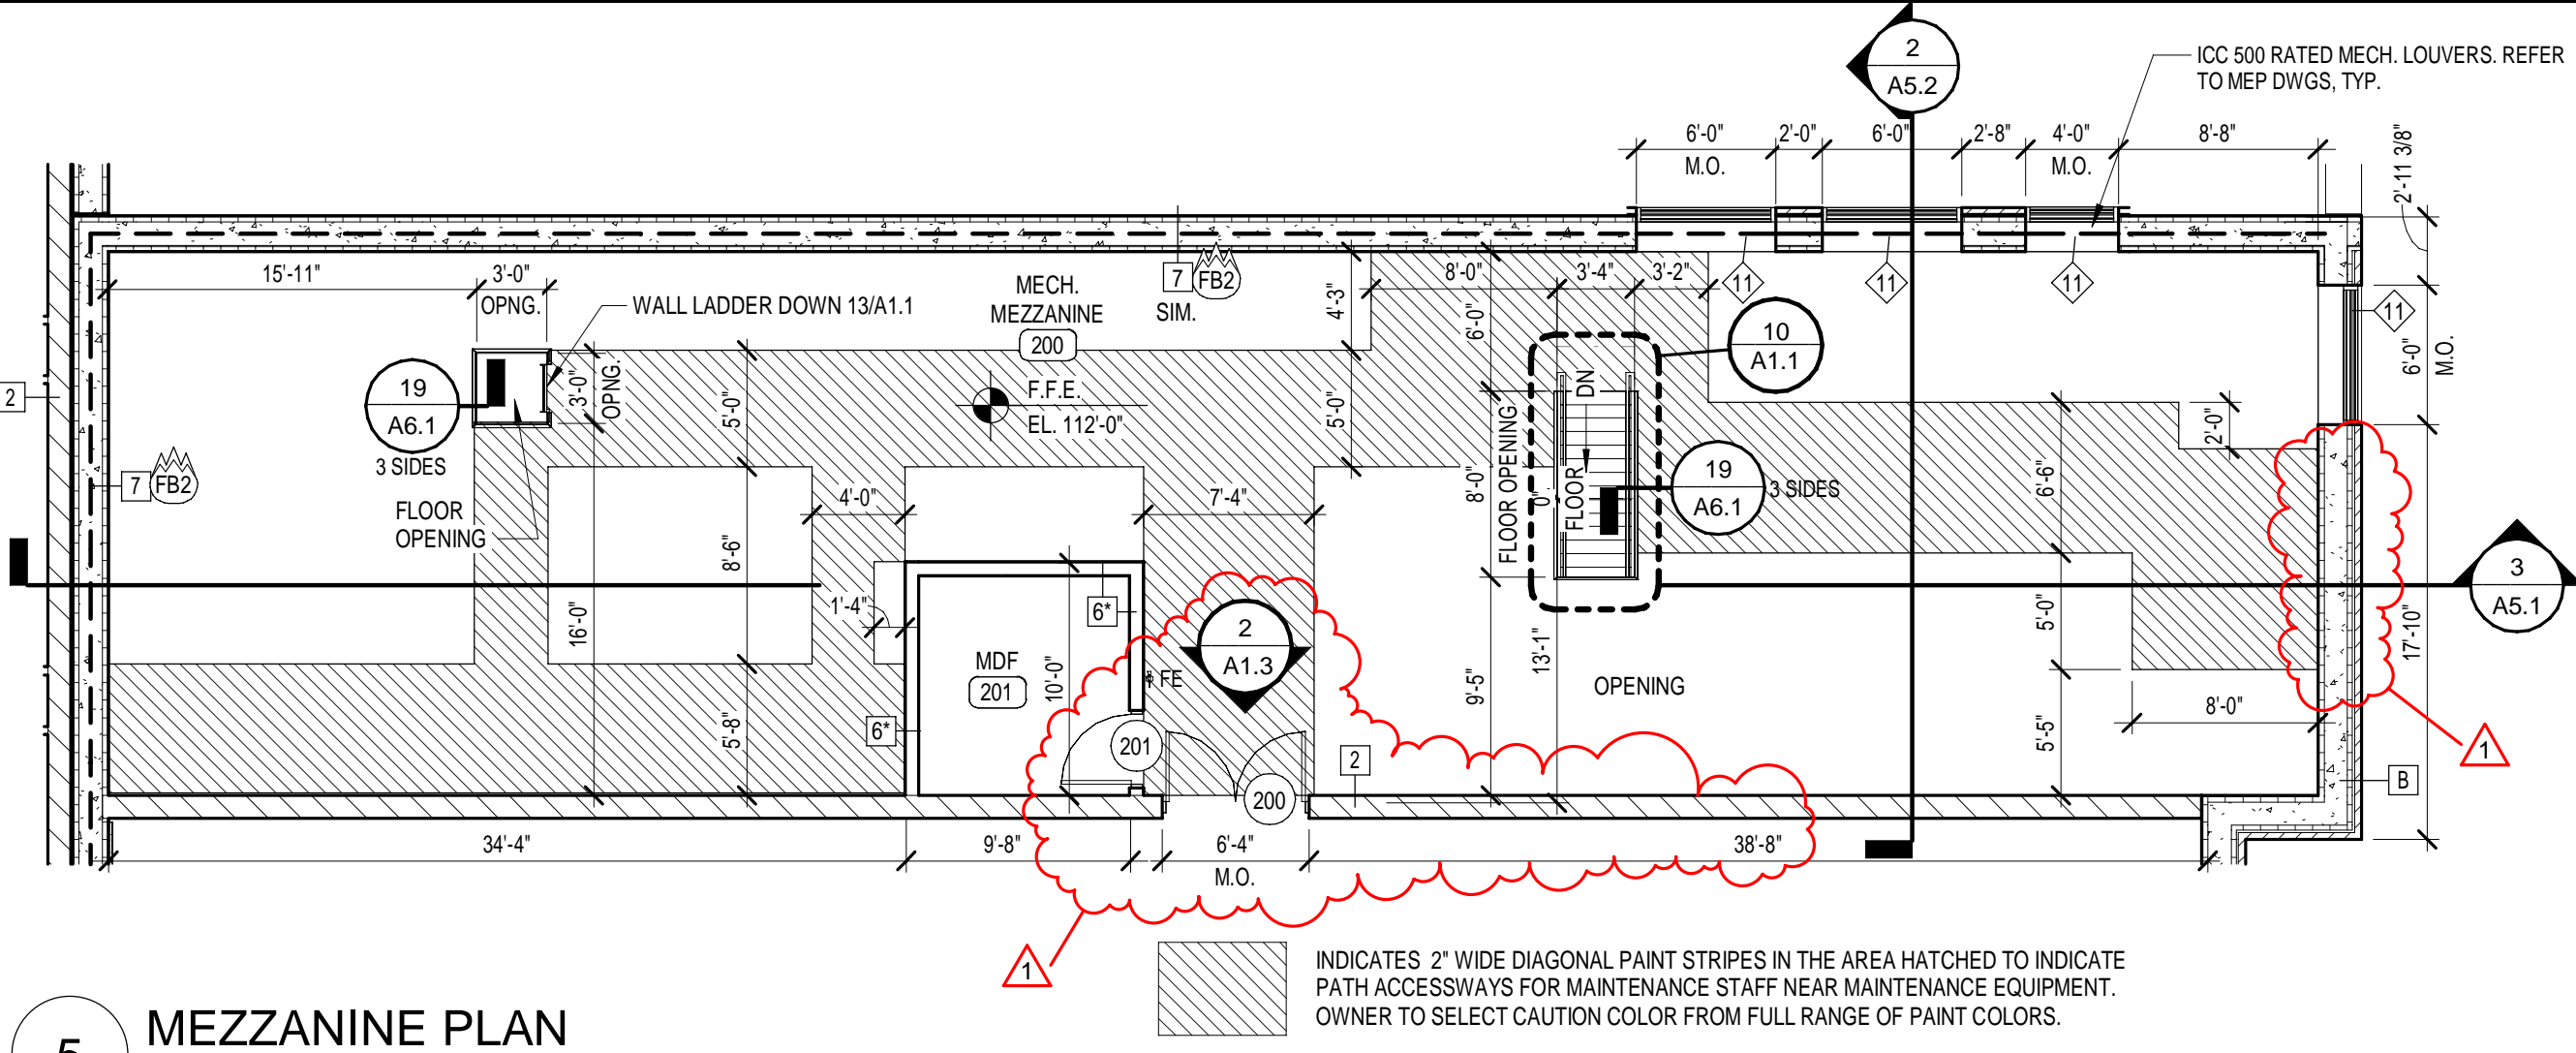 2
A5.2
ICC 500 RATED MECH. LOUVERS. REFER
TO MEP DWGS, TYP.
6'-0"
M.O.
2'-0"
6'-0"
2'-8"
4'-0"
M.O.
8'-8"
2'-11 3/8"
15'-11"
3'-0"
OPNG.
WALL LADDER DOWN 13/A1.1
MECH.
MEZZANINE
200
7
FB2
SIM.
4'-3"
8'-0"
3'-4"
3'-2"
11
11
11
11
6'-0"
10
A1.1
6'-0"
M.O.
2
19
A6.1
3 SIDES
3'-0"
OPNG.
5'-0"
F.F.E.
EL. 112'-0"
5'-0"
DN
FLOOR OPENING
FLOOR
8'-0"
19
A6.1
3 SIDES
2'-0"
6'-6"
7
FB2
FLOOR
OPENING
4'-0"
7'-4"
8'-6"
16'-0"
1'-4"
6*
3
A5.1
5'-0"
17'-10"
MDF
201
10'-0"
FE
2
A1.3
13'-1"
9'-5"
OPENING
8'-0"
5'-8"
6*
201
200
2
5'-5"
1
B
34'-4"
9'-8"
6'-4"
M.O.
38'-8"
1
INDICATES 2" WIDE DIAGONAL PAINT STRIPES IN THE AREA HATCHED TO INDICATE
PATH ACCESSWAYS FOR MAINTENANCE STAFF NEAR MAINTENANCE EQUIPMENT.
OWNER TO SELECT CAUTION COLOR FROM FULL RANGE OF PAINT COLORS.
5
MEZZANINE PLAN